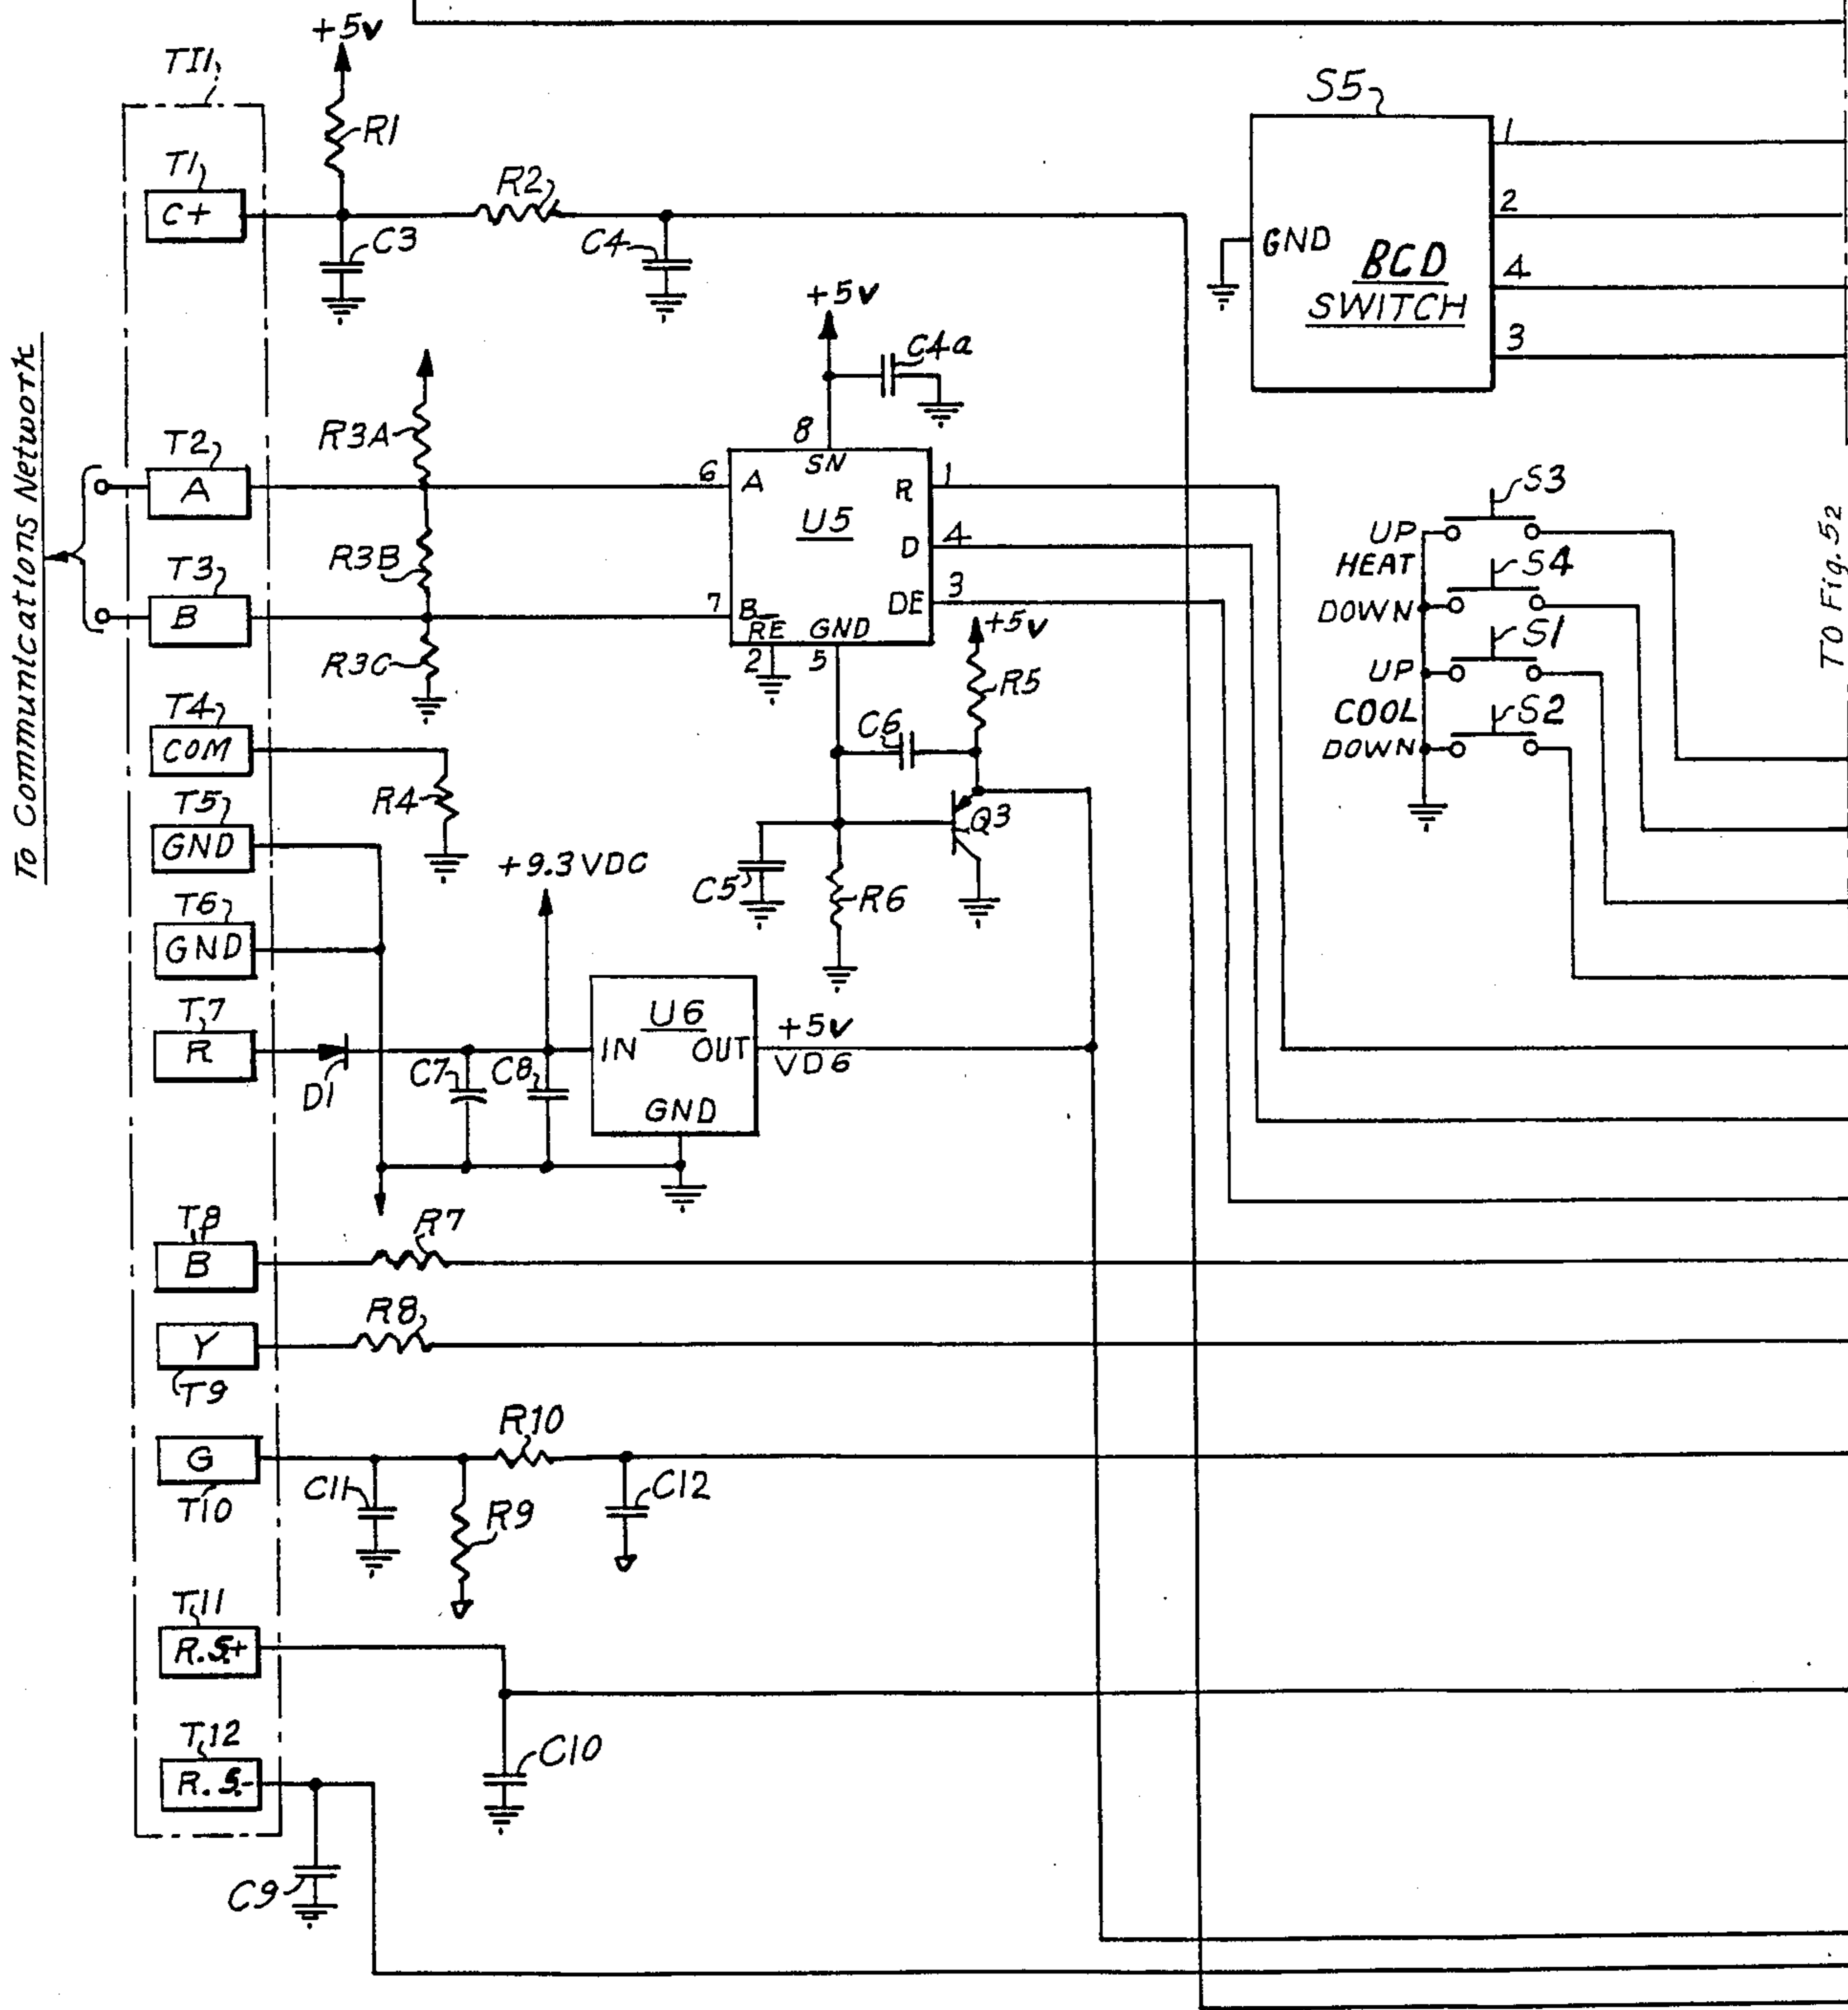 +5v
TI1
R1
T1
C+
R2
C3
C4
S5
GND
BCD
SWITCH
1
2
4
3
+5v
C4a
To Communications Network
T2
A
R3A
8
SN
6
A
R
1
U5
R3B
D
4
T3
B
7
B
RE
GND
DE
3
2
5
R3C
+5v
R5
S3
UP
HEAT
S4
DOWN
S1
UP
COOL
S2
DOWN
TO Fig.52
T4
COM
R4
C6
Q3
T5
GND
+9.3VDC
C5
R6
T6
GND
T7
R
D1
C7
C8
U6
IN
OUT
GND
+5v
VD6
T8
B
R7
Y
T9
R8
G
T10
R10
C11
R9
C12
T11
R.S+
C10
T12
R.S-
C9